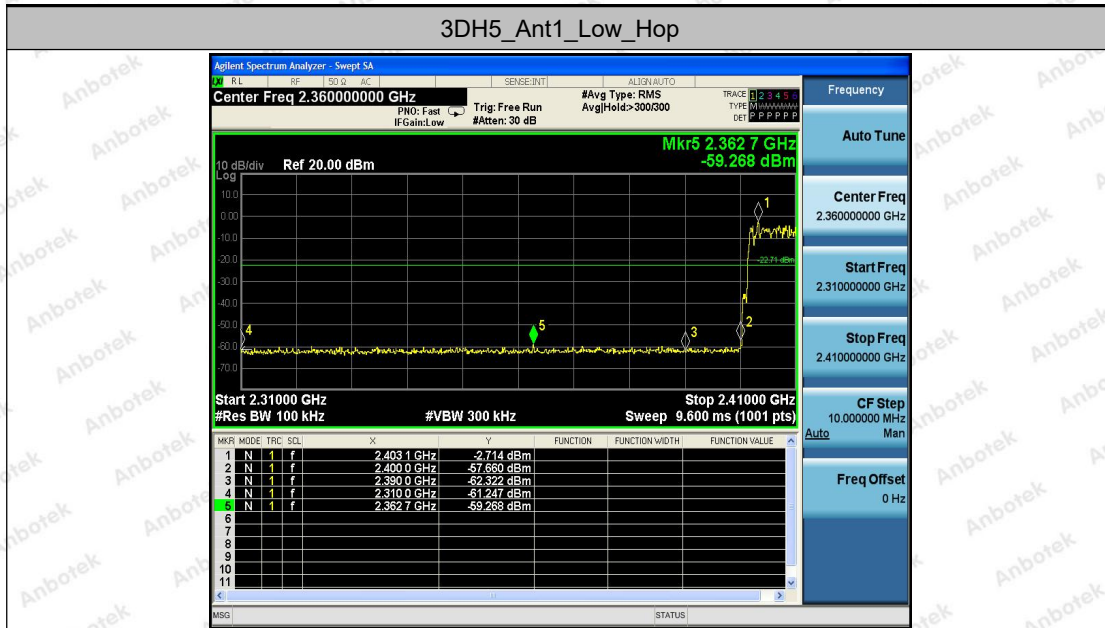 3DH5_Ant1_Low_Hop
Agilent Spectrum Analyzer - Swept SA
RL RF 50 Ω AC SENSE:INT ALIGN AUTO
Center Freq 2.360000000 GHz
PNO: Fast
IFGain:Low
Trig: Free Run
#Atten: 30 dB
#Avg Type: RMS
Avg|Hold:>300/300
TRACE 1 2 3 4 5 6
TYPE M
DET P P P P P P
Mkr5 2.362 7 GHz
-59.268 dBm
10 dB/div Ref 20.00 dBm
Log
10.0
0.00
-10.0
-20.0
-30.0
-40.0
-50.0
-60.0
-70.0
1
-22.71 dBm
4
5
3
2
Start 2.31000 GHz Stop 2.41000 GHz
#Res BW 100 kHz #VBW 300 kHz Sweep 9.600 ms (1001 pts)
MKR MODE TRC SCL X Y FUNCTION FUNCTION WIDTH FUNCTION VALUE
1 N 1 f 2.403 1 GHz -2.714 dBm
2 N 1 f 2.400 0 GHz -57.660 dBm
3 N 1 f 2.390 0 GHz -62.322 dBm
4 N 1 f 2.310 0 GHz -61.247 dBm
5 N 1 f 2.362 7 GHz -59.268 dBm
6
7
8
9
10
11
MSG STATUS
Frequency
Auto Tune
Center Freq
2.360000000 GHz
Start Freq
2.310000000 GHz
Stop Freq
2.410000000 GHz
CF Step
10.000000 MHz
Auto Man
Freq Offset
0 Hz
Anbotek